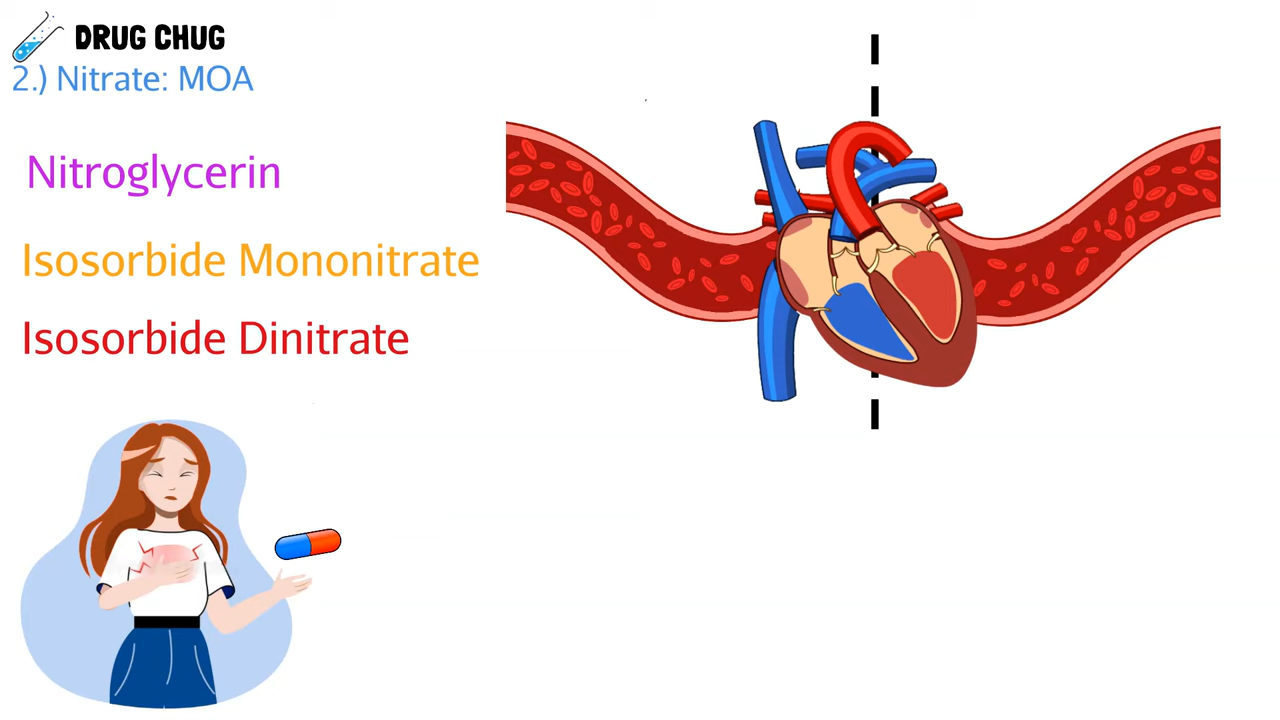 DRUG CHUG
2.) Nitrate: MOA
Nitroglycerin
Isosorbide Mononitrate
Isosorbide Dinitrate